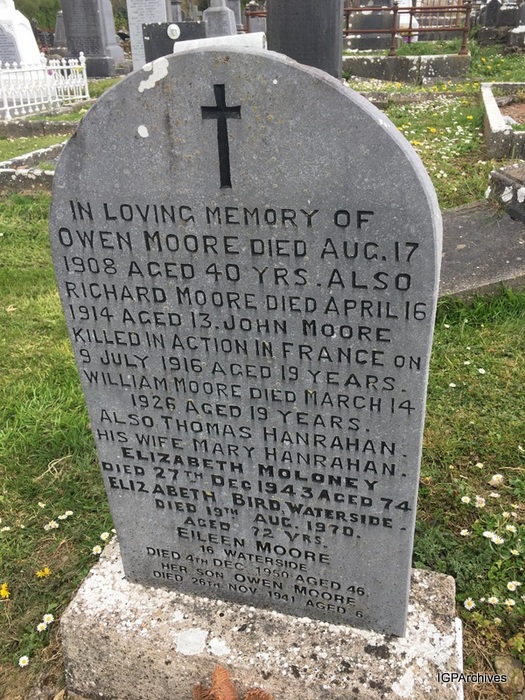 IN LOVING MEMORY OF
OWEN MOORE DIED AUG. 17
1908 AGED 40 YRS. ALSO
RICHARD MOORE DIED APRIL 16
1914 AGED 13. JOHN MOORE
KILLED IN ACTION IN FRANCE ON
9 JULY 1916 AGED 19 YEARS.
WILLIAM MOORE DIED MARCH 14
1926 AGED 19 YEARS.
ALSO THOMAS HANRAHAN.
HIS WIFE MARY HANRAHAN.
ELIZABETH MOLONEY
DIED 27TH DEC 1943 AGED 74
ELIZABETH BIRD, WATERSIDE.
DIED 19TH AUG. 1970.
AGED 72 YRS.
EILEEN MOORE
16 WATERSIDE
DIED 4TH DEC 1950 AGED 46.
HER SON OWEN MOORE
DIED 26TH NOV 1941 AGED 6
IGPArchives